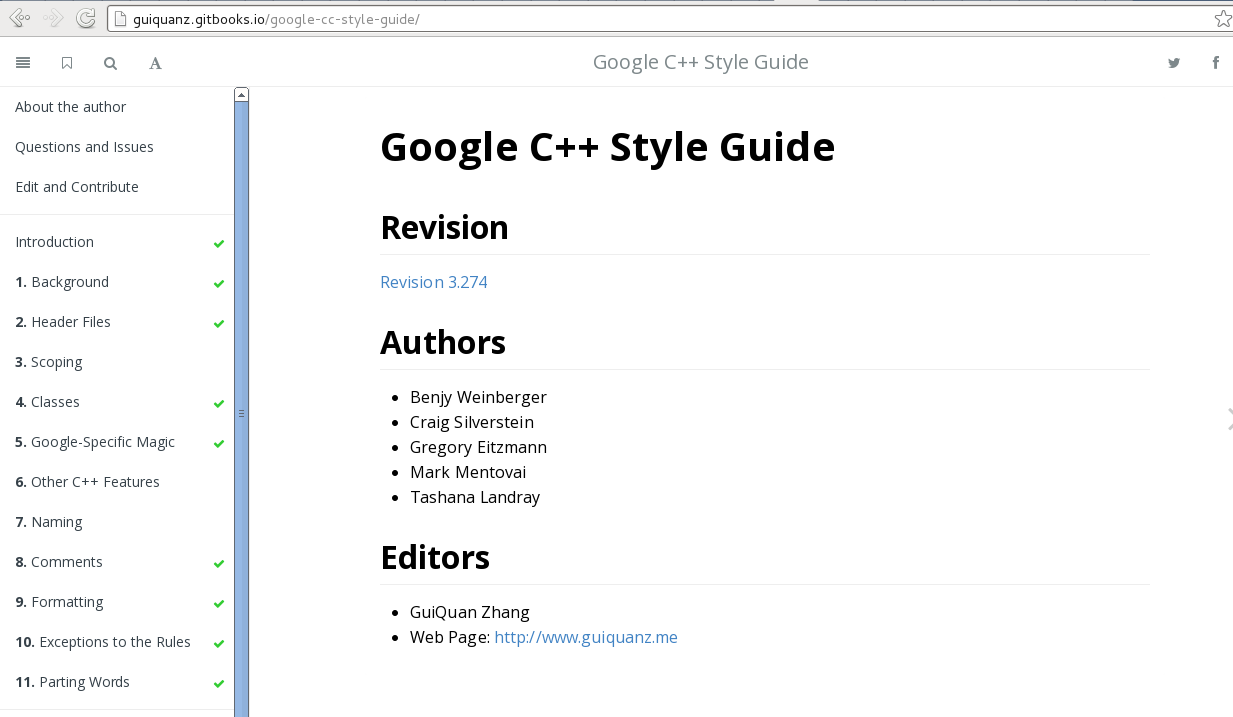 guiquanz.gitbooks.io/google-cc-style-guide/
A
Google C++ Style Guide
f
About the author
Questions and Issues
Edit and Contribute
Introduction
1. Background
2. Header Files
3. Scoping
4. Classes
5. Google-Specific Magic
6. Other C++ Features
7. Naming
8. Comments
9. Formatting
10. Exceptions to the Rules
11. Parting Words
Google C++ Style Guide
Revision
Revision 3.274
Authors
• Benjy Weinberger
• Craig Silverstein
• Gregory Eitzmann
• Mark Mentovai
• Tashana Landray
Editors
• GuiQuan Zhang
• Web Page: http://www.guiquanz.me